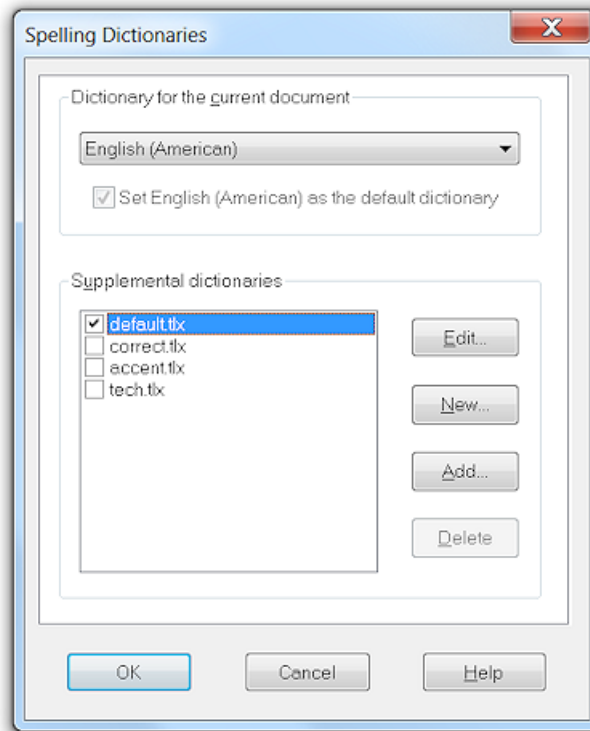 Spelling Dictionaries
Dictionary for the current document
English (American)
Set English (American) as the default dictionary
Supplemental dictionaries
default.tlx
correct.tlx
accent.tlx
tech.tlx
Edit...
New...
Add...
Delete
OK
Cancel
Help